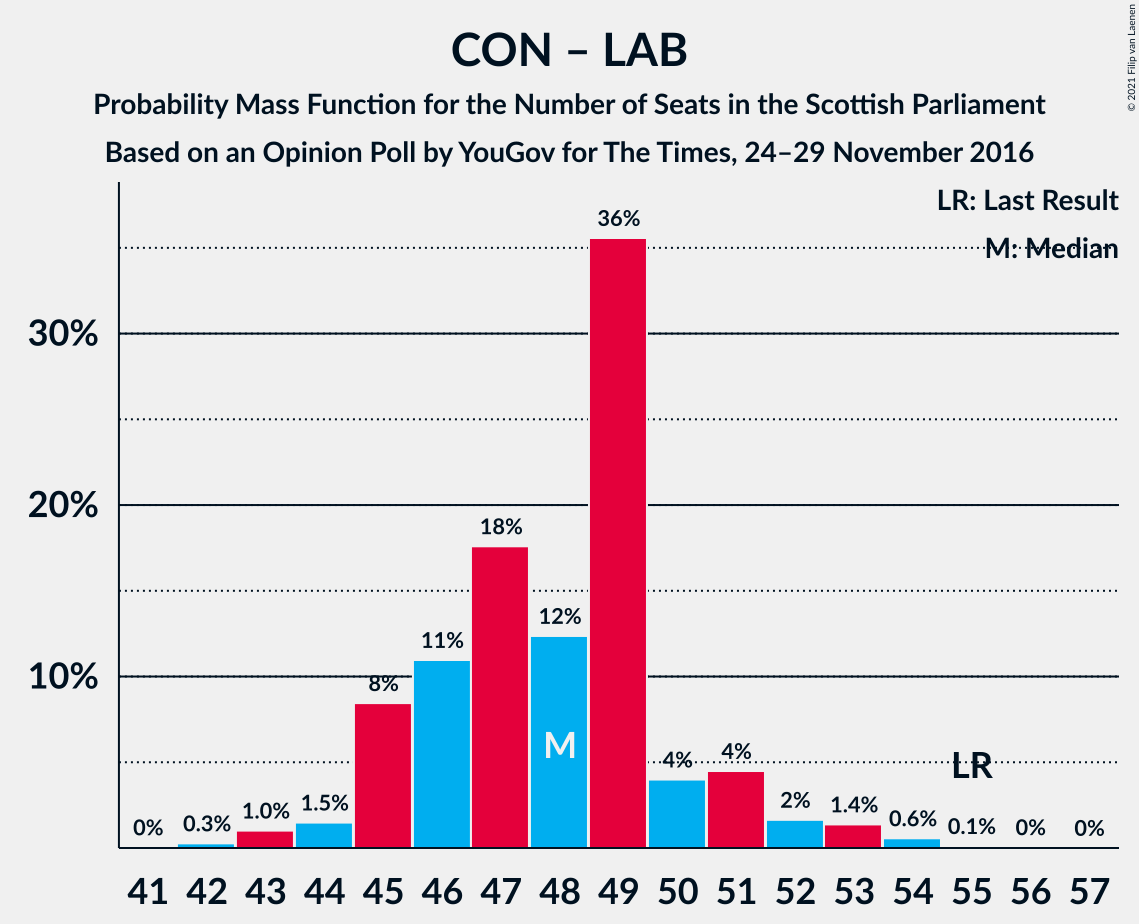 CON – LAB
Probability Mass Function for the Number of Seats in the Scottish Parliament
Based on an Opinion Poll by YouGov for The Times, 24–29 November 2016
© 2021 Filip van Laenen
LR: Last Result
M: Median
36%
30%
20%
18%
12%
11%
10%
8%
M
4%
4%
LR
2%
1.4%
1.5%
1.0%
0.6%
0.3%
0.1%
0%
0%
0%
41 42 43 44 45 46 47 48 49 50 51 52 53 54 55 56 57